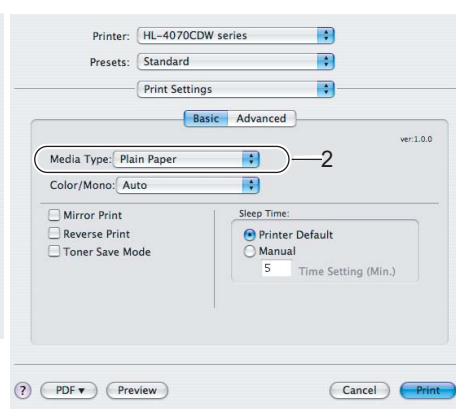 Printer: HL-4070CDW series
Presets: Standard
Print Settings
Basic Advanced
ver:1.0.0
Media Type: Plain Paper 2
Color/Mono: Auto
Mirror Print
Reverse Print
Toner Save Mode
Sleep Time:
Printer Default
Manual
5 Time Setting (Min.)
? PDF▼ Preview Cancel Print